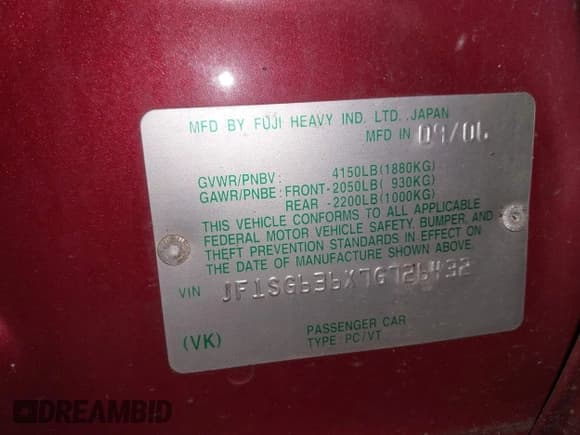 MFD BY FUJI HEAVY IND. LTD. JAPAN
MFD IN 09/06
GVWR/PNBV: 4150LB(1880KG)
GAWR/PNBE: FRONT-2050LB( 930KG)
REAR -2200LB(1000KG)
THIS VEHICLE CONFORMS TO ALL APPLICABLE
FEDERAL MOTOR VEHICLE SAFETY, BUMPER, AND
THEFT PREVENTION STANDARDS IN EFFECT ON
THE DATE OF MANUFACTURE SHOWN ABOVE.
VIN
PASSENGER CAR
(VK) TYPE PC/VT
DREAMBID